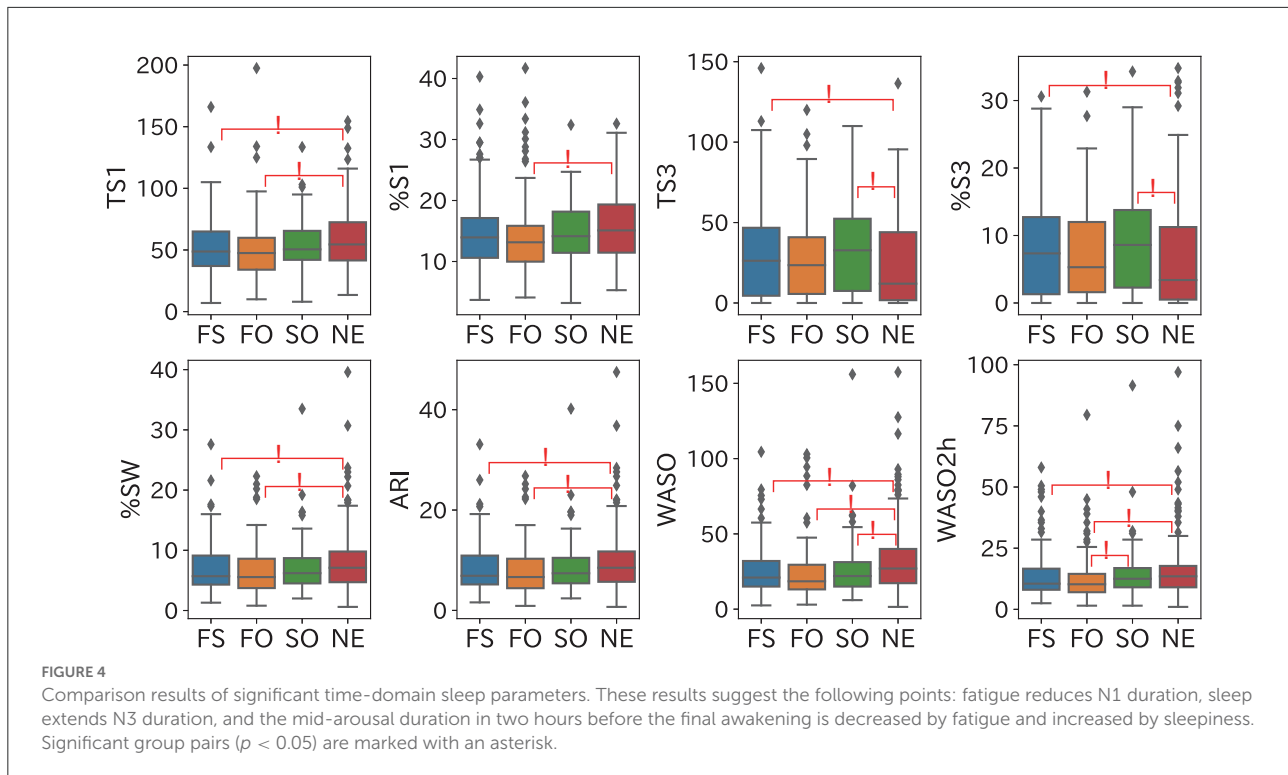 TS1
200
150
100
50
0
FS FO SO NE
!
!
%S1
40
30
20
10
FS FO SO NE
!
TS3
150
100
50
0
FS FO SO NE
!
!
%S3
30
20
10
0
FS FO SO NE
!
!
%SW
40
30
20
10
0
FS FO SO NE
!
!
ARI
40
20
0
FS FO SO NE
!
!
WASO
150
100
50
0
FS FO SO NE
!
!
!
WASO2h
100
75
50
25
0
FS FO SO NE
!
!
!
FIGURE 4
Comparison results of significant time-domain sleep parameters. These results suggest the following points: fatigue reduces N1 duration, sleep
extends N3 duration, and the mid-arousal duration in two hours before the final awakening is decreased by fatigue and increased by sleepiness.
Significant group pairs (p < 0.05) are marked with an asterisk.